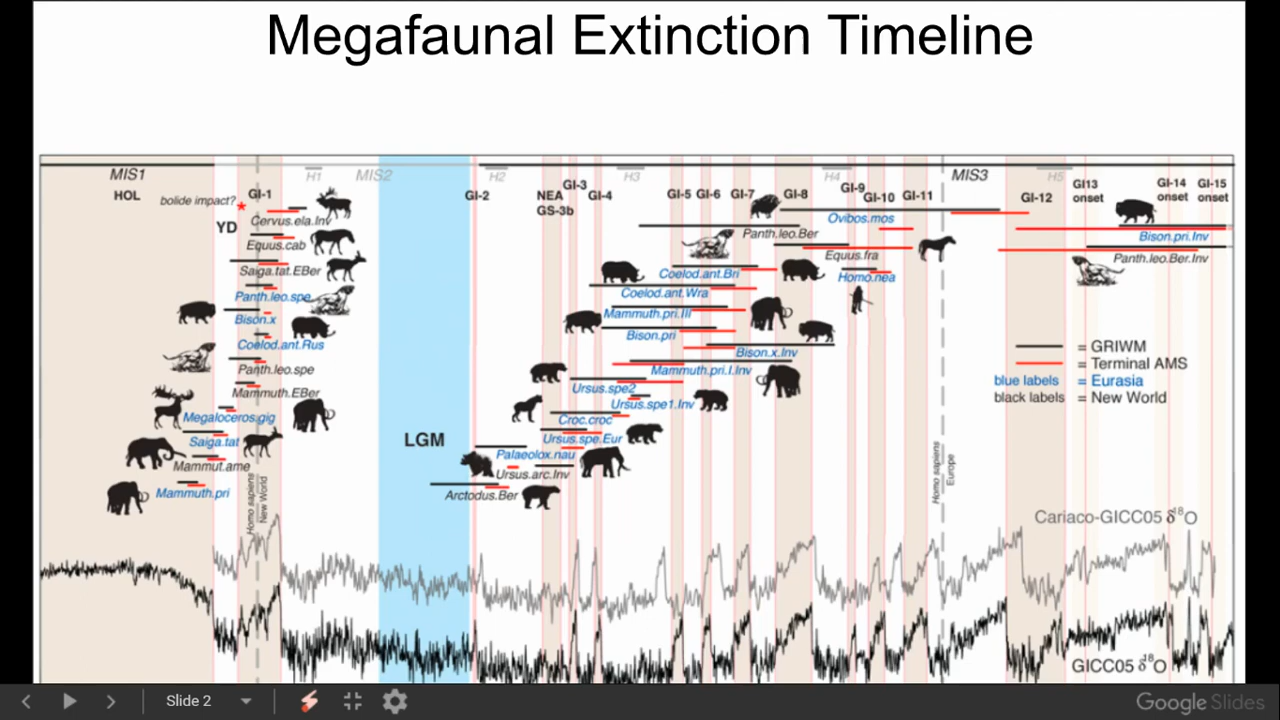 Megafaunal Extinction Timeline
MIS1
H1
MIS2
H2
H3
H4
MIS3
H5
HOL
GI-1
GI-2
NEA
GS-3b
GI-3
GI-4
GI-5
GI-6
GI-7
GI-8
GI-9
GI-10
GI-11
GI-12
GI13
onset
GI-14
onset
GI-15
onset
bolide impact?
*
YD
Cervus.ela.Inv
Equus.cab
Saiga.tat.EBer
Panth.leo.spe
Bison.x
Coelod.ant.Rus
Panth.leo.spe
Mammuth.EBer
Megaloceros.gig
Saiga.tat
Mammut.ame
Mammuth.pri
Homo sapiens
New World
LGM
Ovibos.mos
Panth.leo.Ber
Equus.fra
Coelod.ant.Bri
Homo.nea
Coelod.ant.Wra
Mammuth.pri.III
Bison.pri
Bison.x.Inv
Mammuth.pri.I.Inv
Ursus.spe2
Ursus.spe1.Inv
Croc.croc
Ursus.spe.Eur
Palaeolox.nau
Ursus.arc.Inv
Arctodus.Ber
Bison.pri.Inv
Panth.leo.Ber.Inv
Homo sapiens
Europe
= GRIWM
= Terminal AMS
blue labels = Eurasia
black labels = New World
Cariaco-GICC05 δ18O
GICC05 δ18O
Slide 2
Google Slides